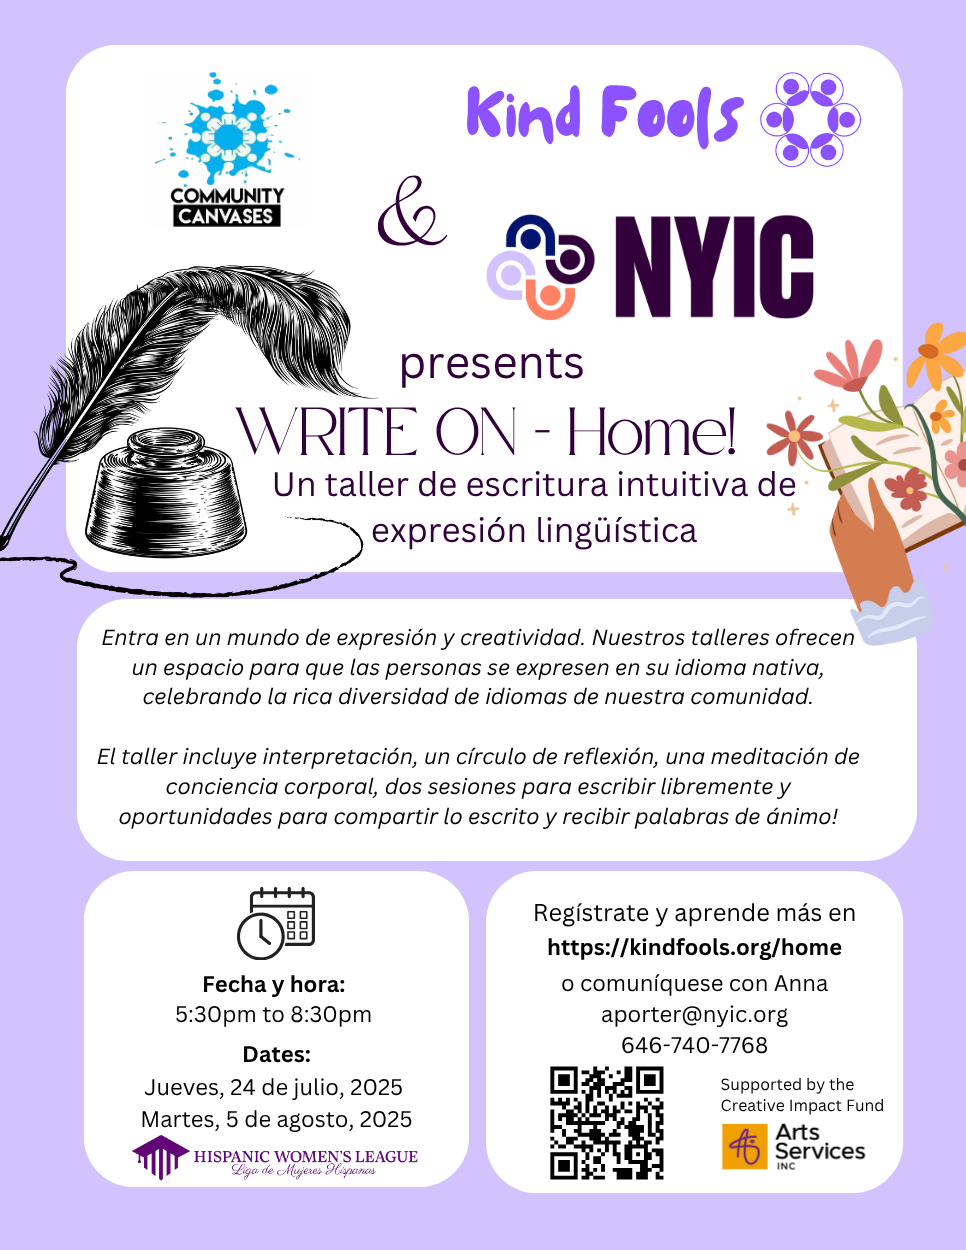 COMMUNITY
CANVASES
Kind Fools
&
NYIC
presents
WRITE ON - Home!
Un taller de escritura intuitiva de
expresión lingüística
Entra en un mundo de expresión y creatividad. Nuestros talleres ofrecen
un espacio para que las personas se expresen en su idioma nativa,
celebrando la rica diversidad de idiomas de nuestra comunidad.
El taller incluye interpretación, un círculo de reflexión, una meditación de
conciencia corporal, dos sesiones para escribir libremente y
oportunidades para compartir lo escrito y recibir palabras de ánimo!
Fecha y hora:
5:30pm to 8:30pm
Dates:
Jueves, 24 de julio, 2025
Martes, 5 de agosto, 2025
HISPANIC WOMEN'S LEAGUE
Liga de Mujeres Hispanas
Regístrate y aprende más en
https://kindfools.org/home
o comuníquese con Anna
aporter@nyic.org
646-740-7768
Supported by the
Creative Impact Fund
Arts
Services
INC